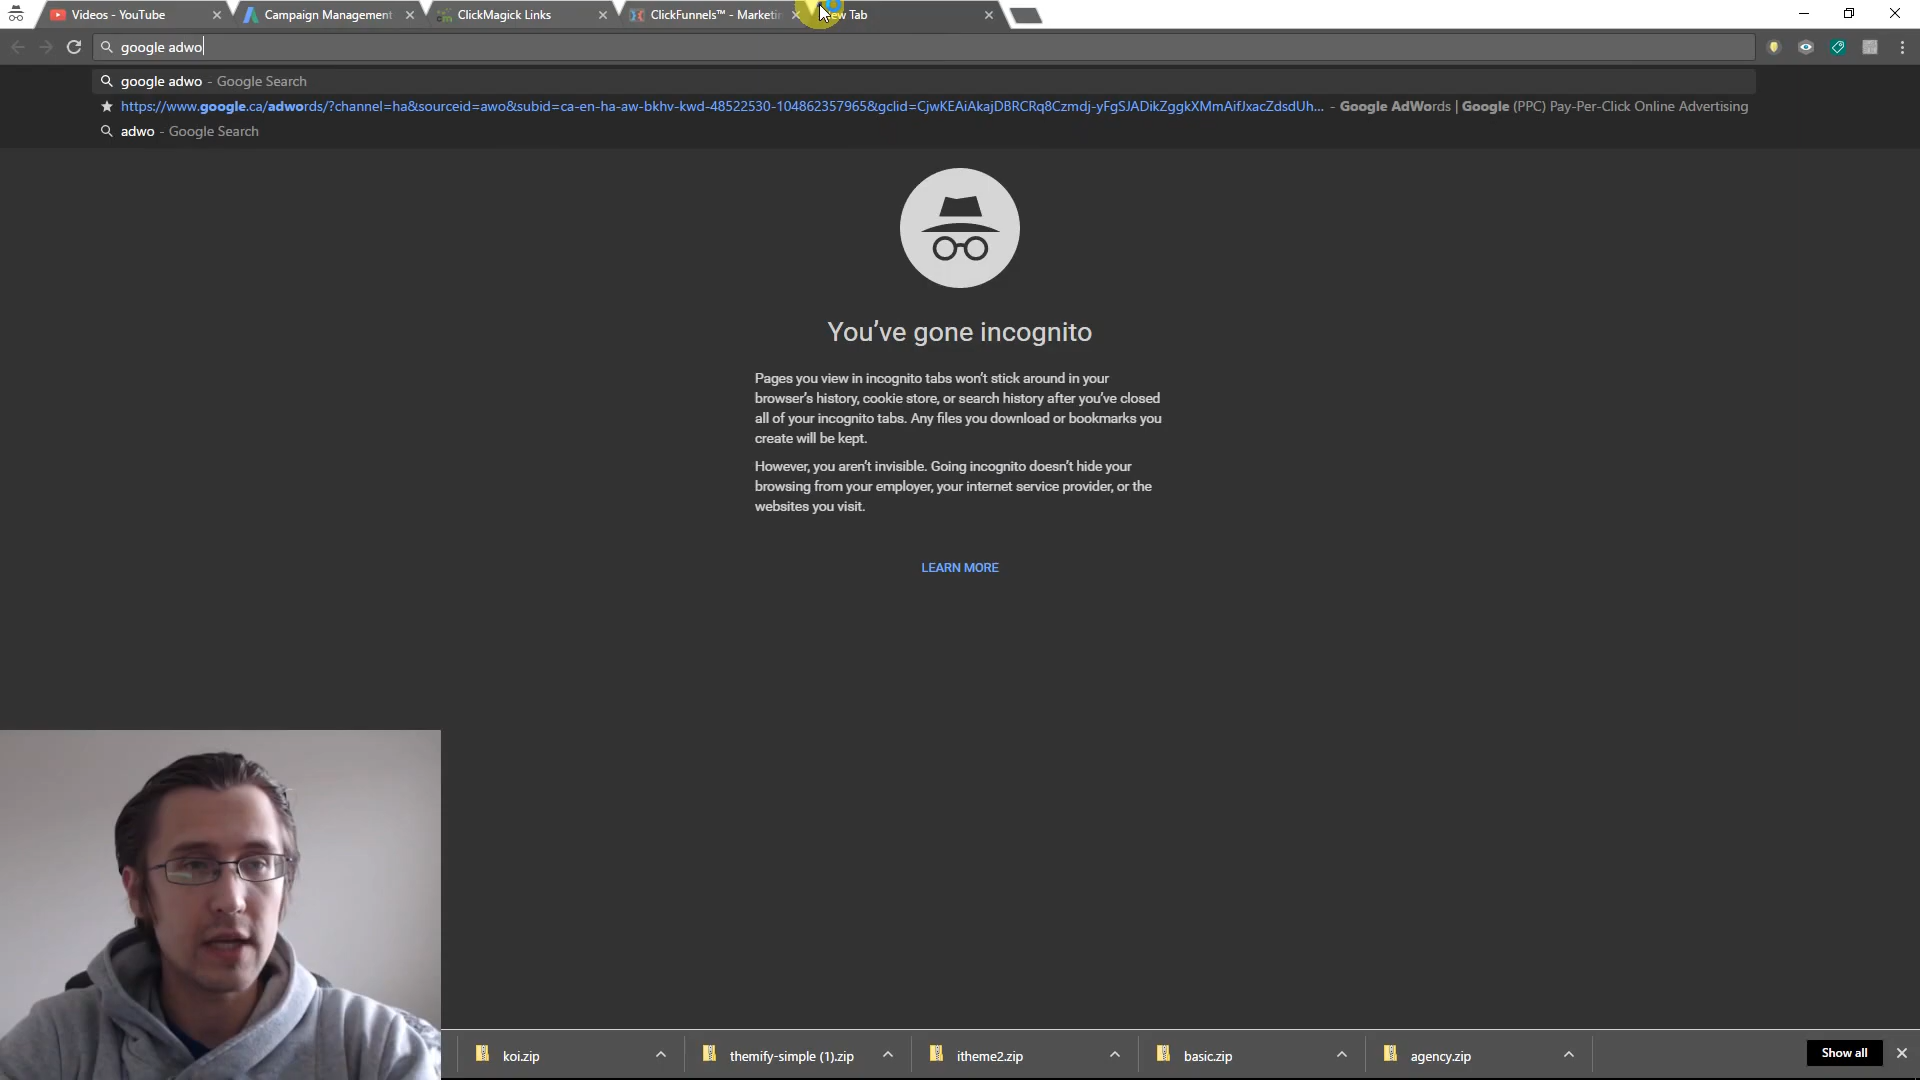 Videos - YouTube
Campaign Management
ClickMagick Links
ClickFunnels™ - Marketin
New Tab
google adwo
google adwo - Google Search
https://www.google.ca/adwords/?channel=ha&sourceid=awo&subid=ca-en-ha-aw-bkhv-kwd-48522530-104862357965&gclid=CjwKEAiAkajDBRCRq8Czmdj-yFgSJADikZggkXMmAifJxacZdsdUh... - Google AdWords | Google (PPC) Pay-Per-Click Online Advertising
adwo - Google Search
You've gone incognito
Pages you view in incognito tabs won't stick around in your
browser's history, cookie store, or search history after you've closed
all of your incognito tabs. Any files you download or bookmarks you
create will be kept.
However, you aren't invisible. Going incognito doesn't hide your
browsing from your employer, your internet service provider, or the
websites you visit.
LEARN MORE
koi.zip
themify-simple (1).zip
itheme2.zip
basic.zip
agency.zip
Show all